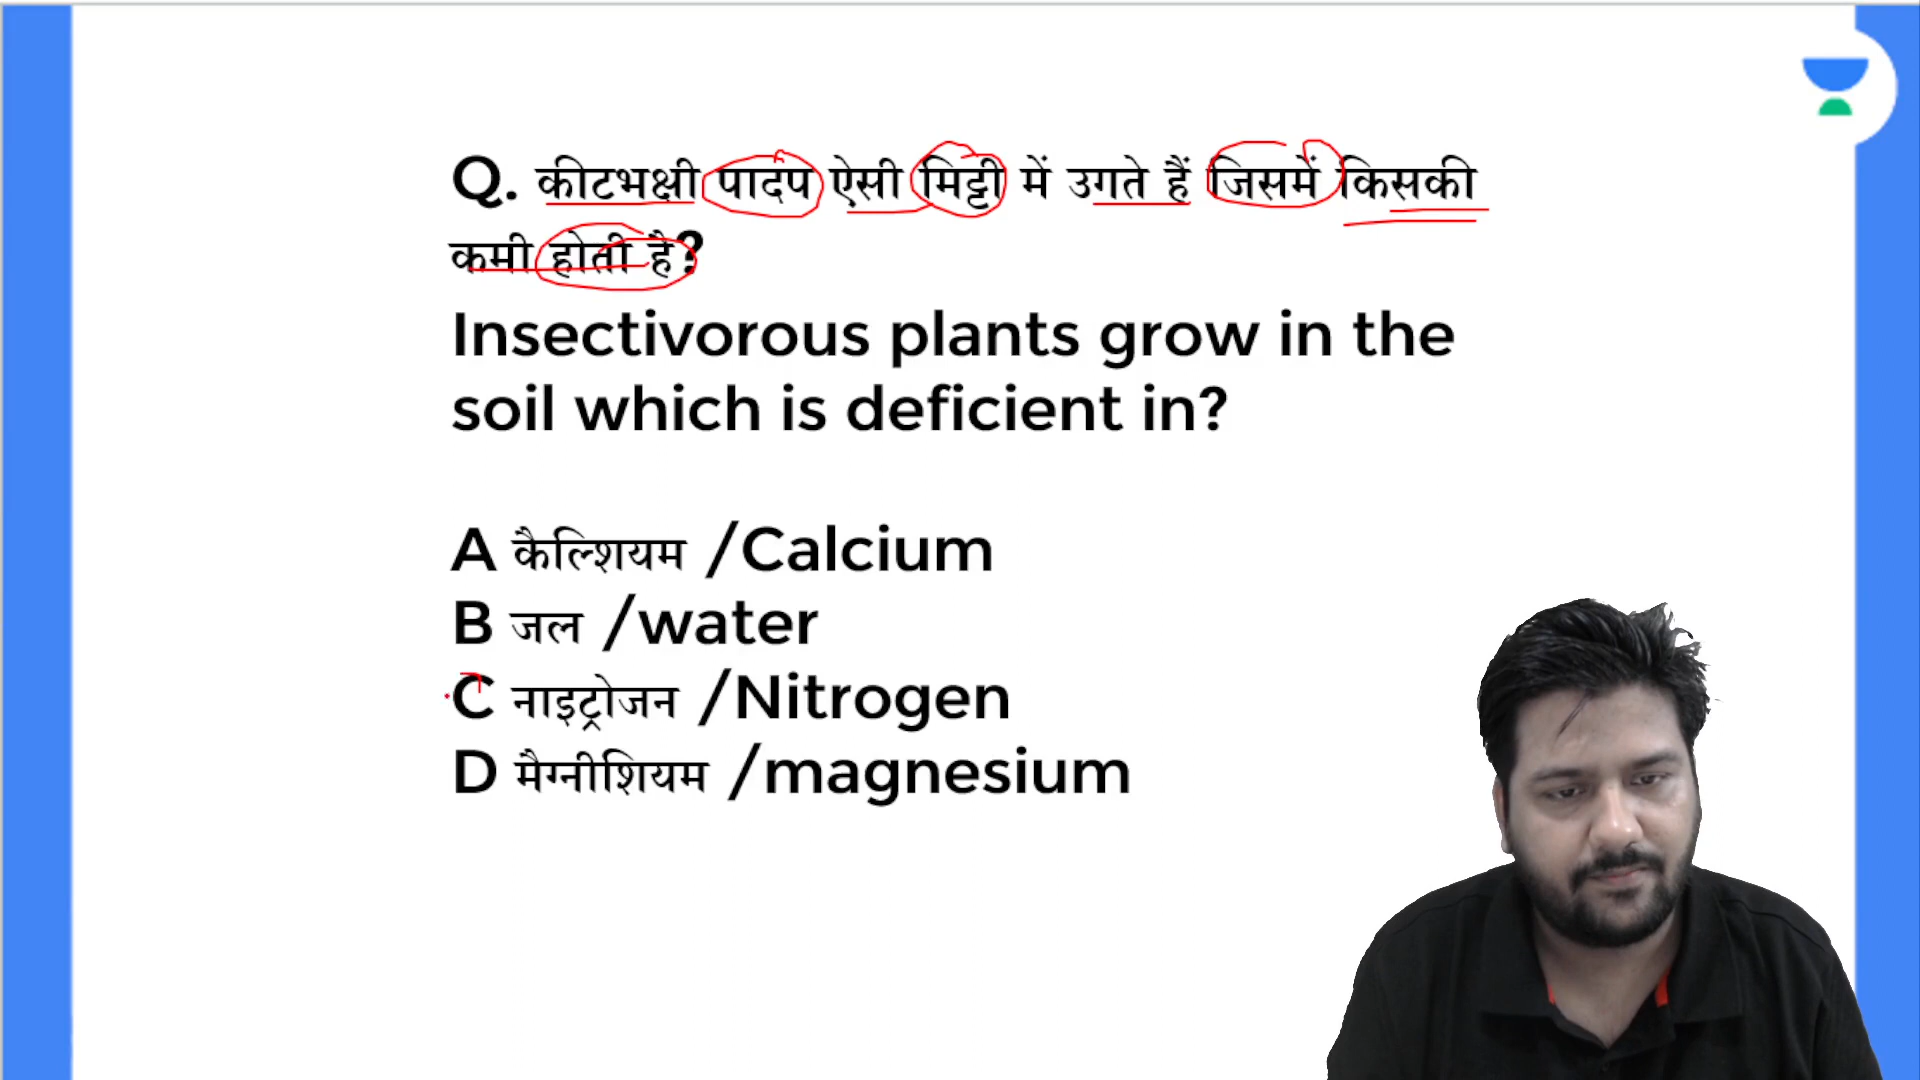 Q. कीटभक्षी पादप ऐसी मिट्टी में उगते हैं जिसमें किसकी
कमी होती है?
Insectivorous plants grow in the
soil which is deficient in?
A कैल्शियम /Calcium
B जल /water
C नाइट्रोजन /Nitrogen
D मैग्नीशियम /magnesium